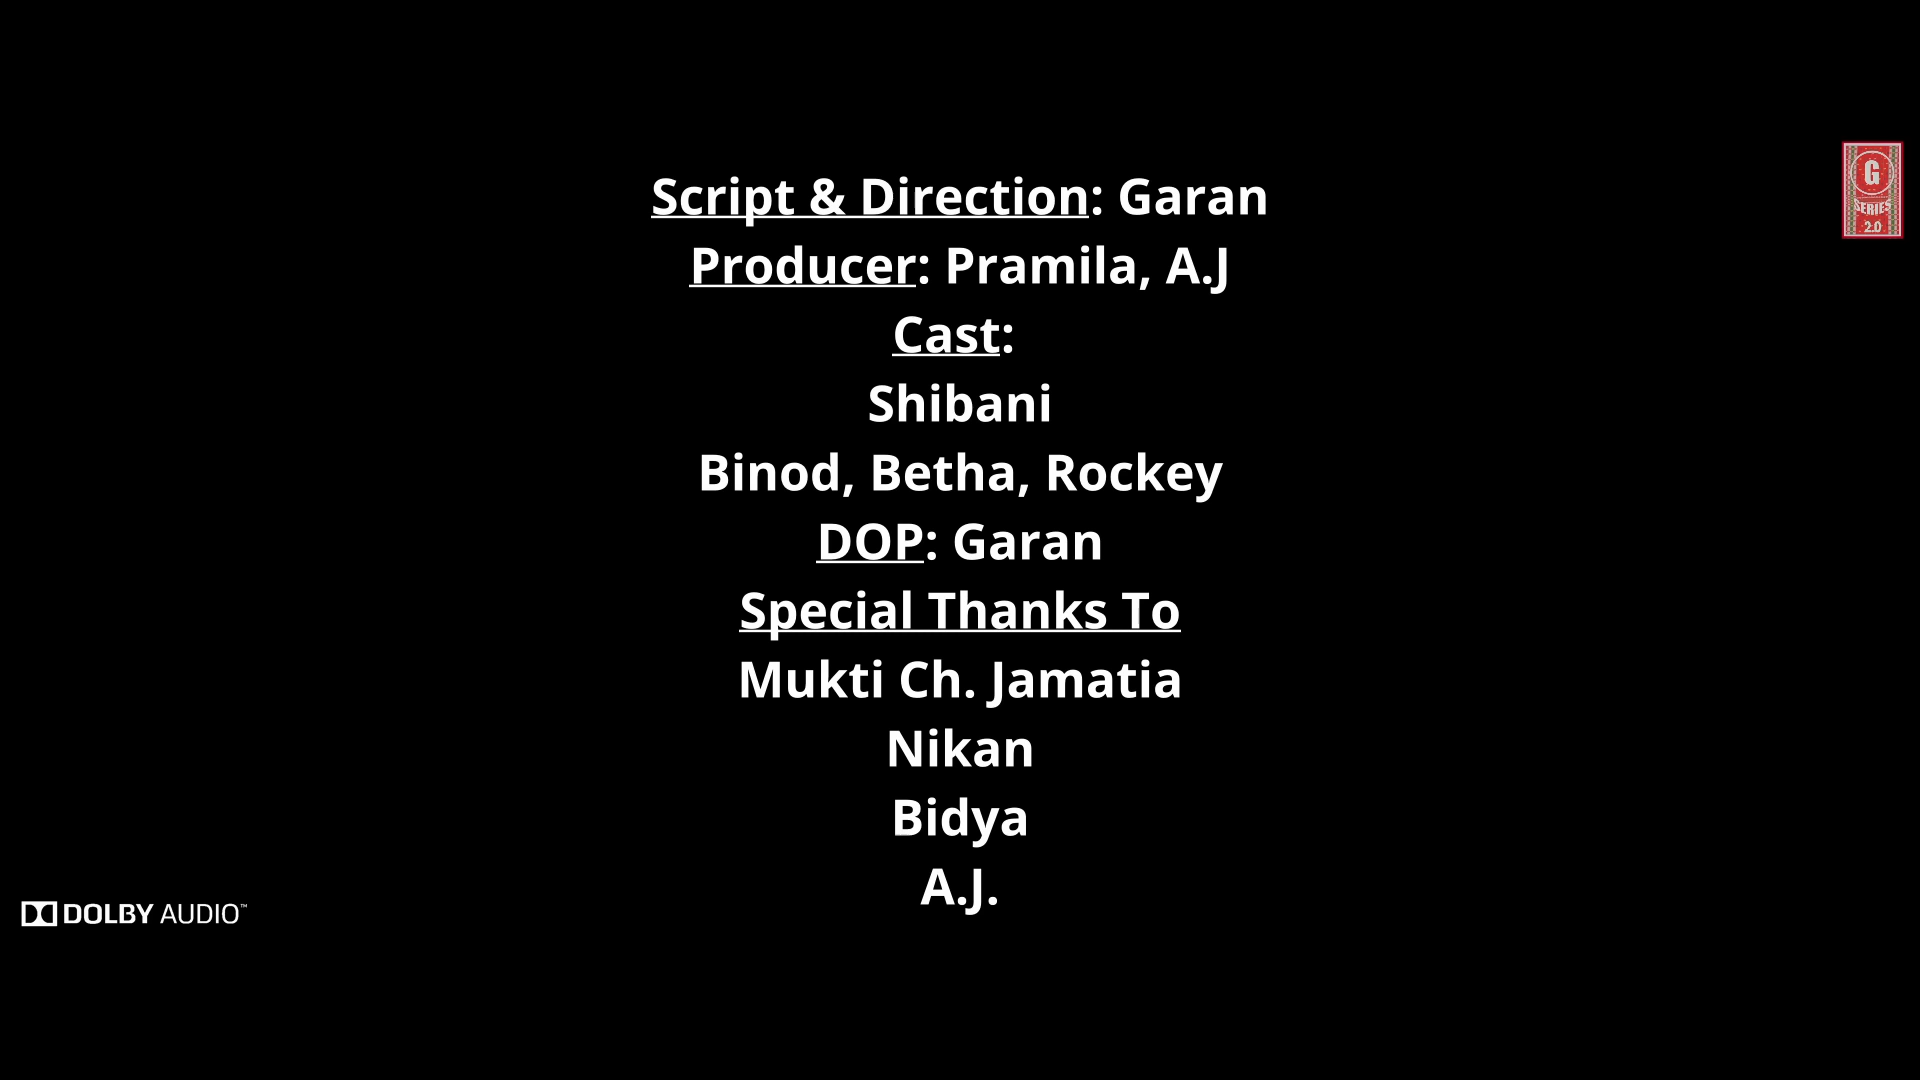 Script & Direction: Garan
Producer: Pramila, A.J
Cast:
Shibani
Binod, Betha, Rockey
DOP: Garan
Special Thanks To
Mukti Ch. Jamatia
Nikan
Bidya
A.J.
G
SERIES
2.0
DOLBY AUDIO™